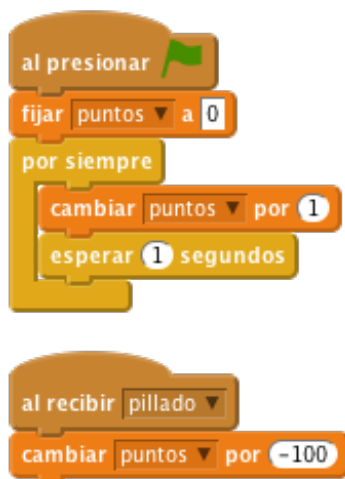 al presionar
fijar puntos a 0
por siempre
cambiar puntos por 1
esperar 1 segundos
al recibir pillado
cambiar puntos por -100